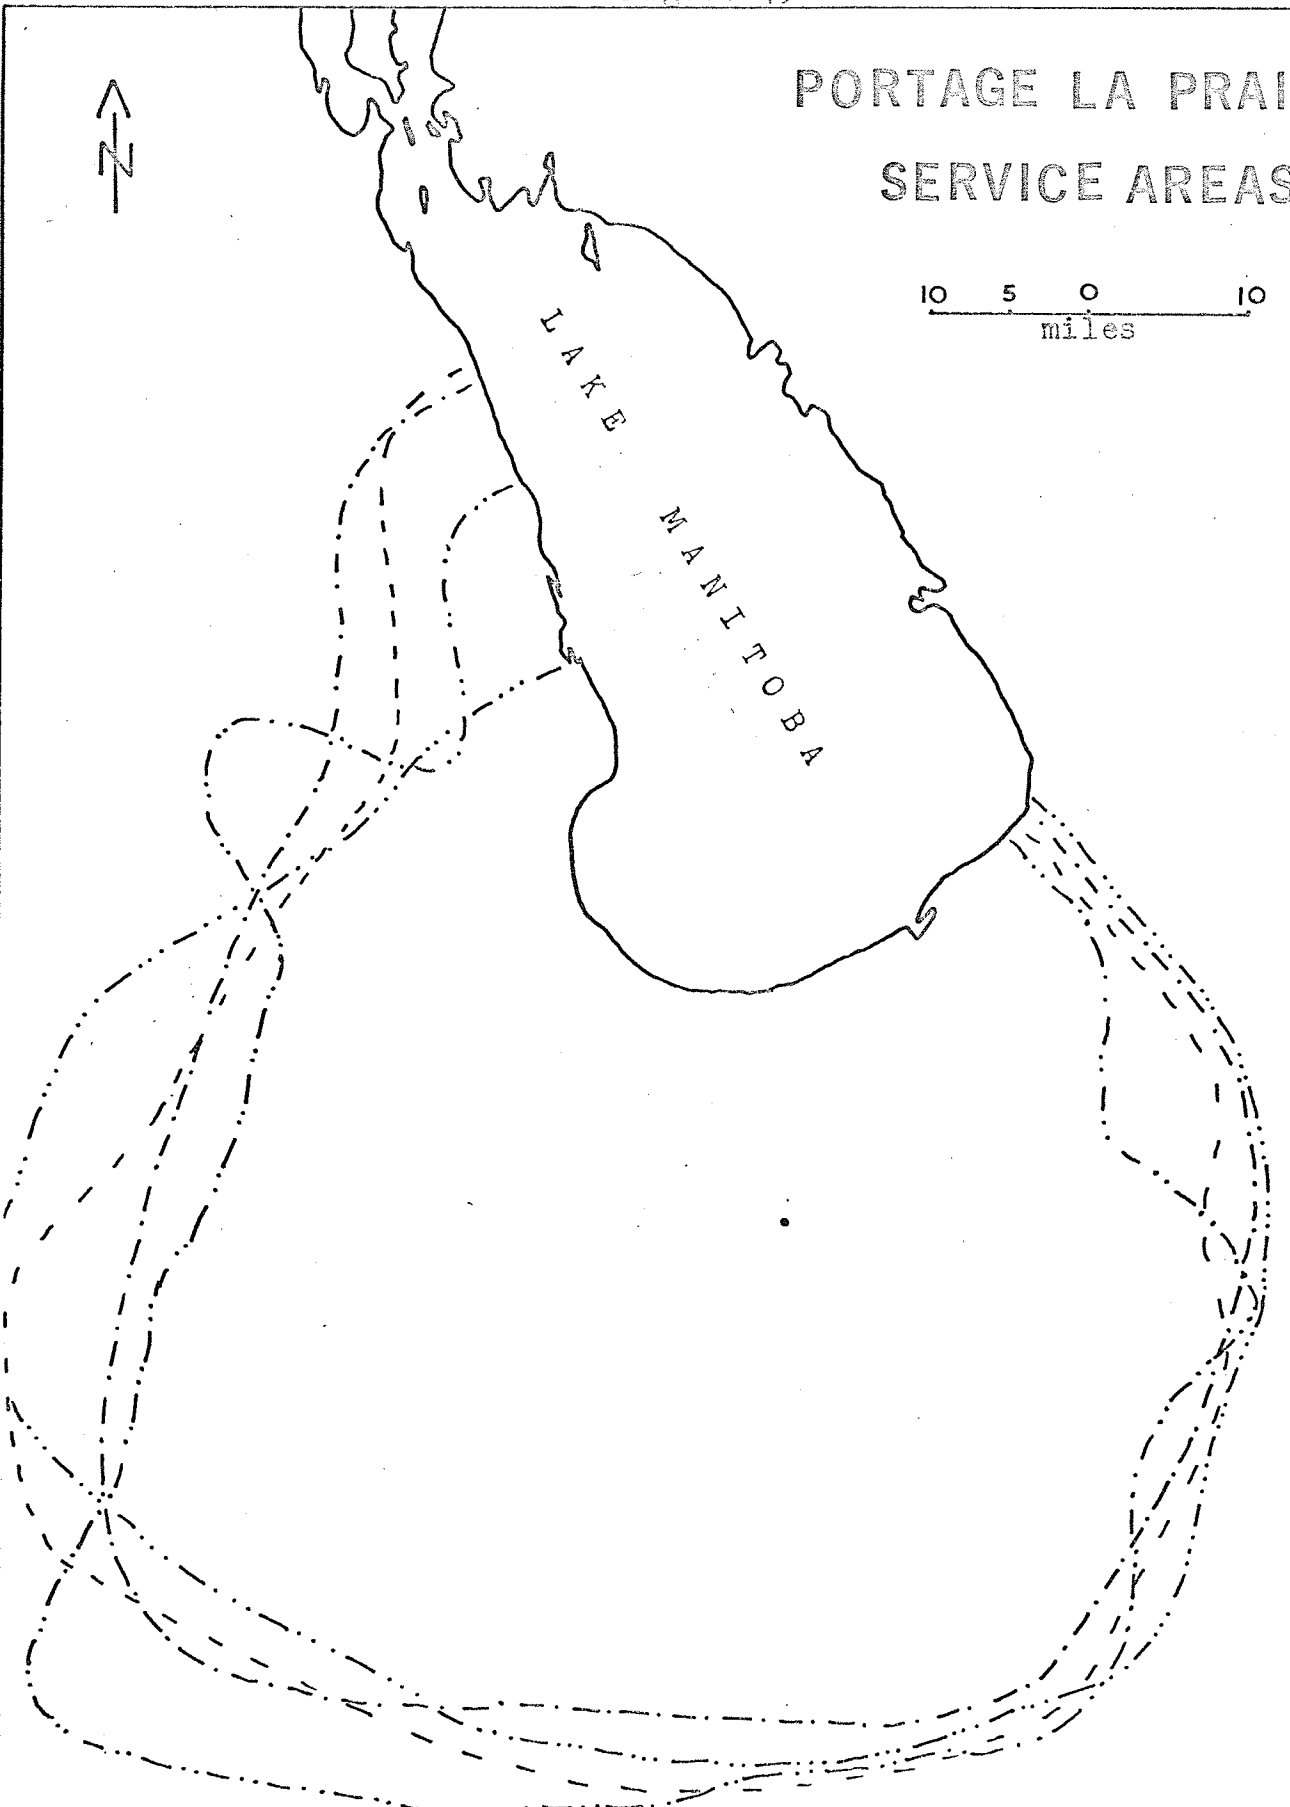 PORTAGE LA PRAI
SERVICE AREAS
N
10 5 0 10
miles
LAKE MANITOBA